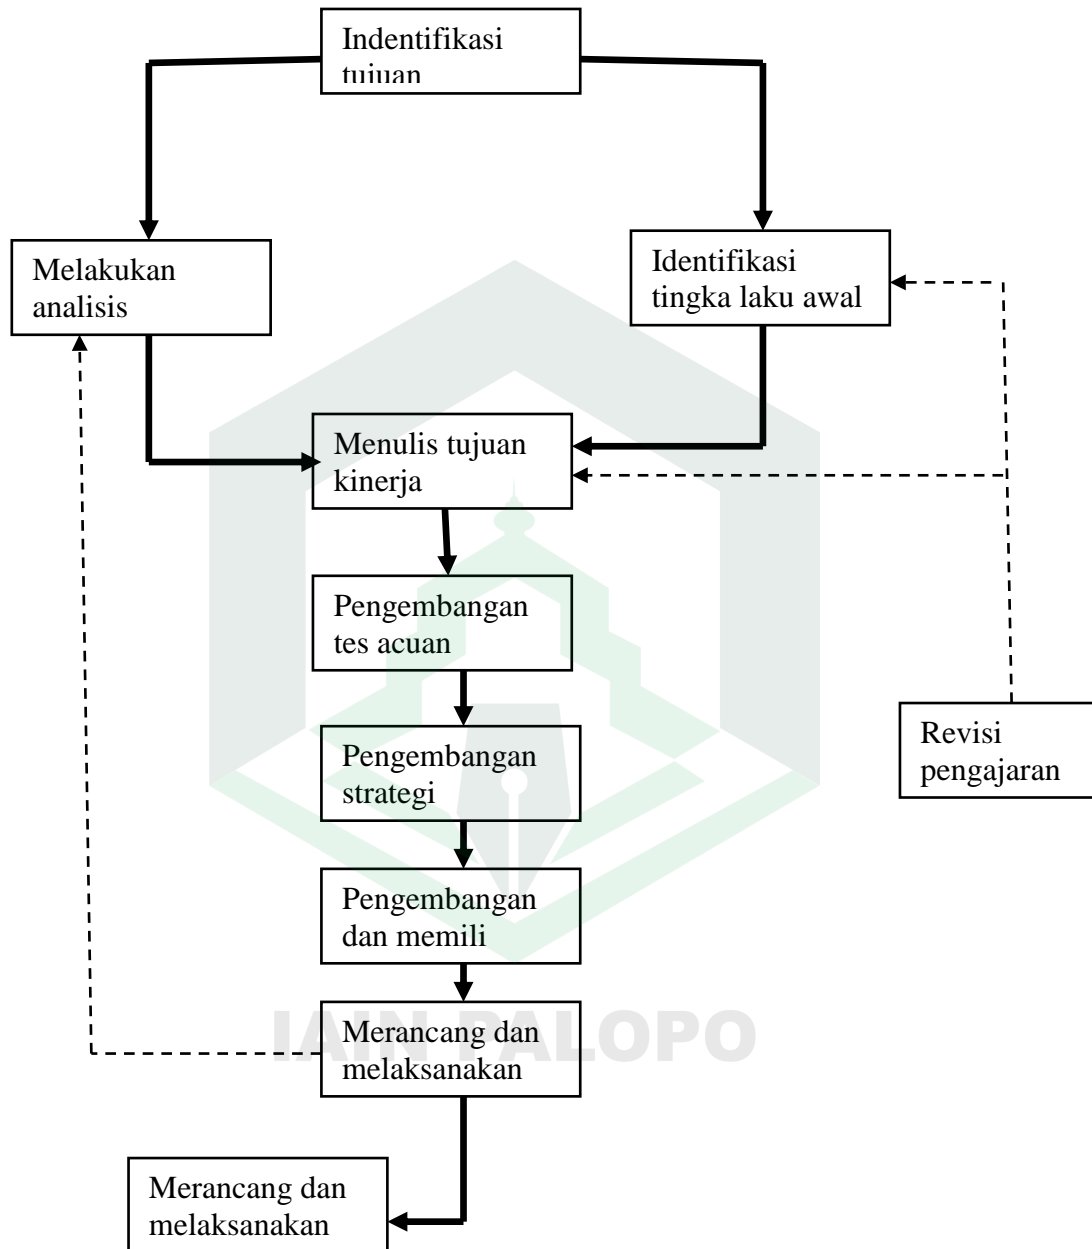 Indentifikasi
tujuan
Melakukan
analisis
Identifikasi
tingka laku awal
Menulis tujuan
kinerja
Pengembangan
tes acuan
Revisi
pengajaran
Pengembangan
strategi
Pengembangan
dan memili
IAIN PALOPO
Merancang dan
melaksanakan
Merancang dan
melaksanakan